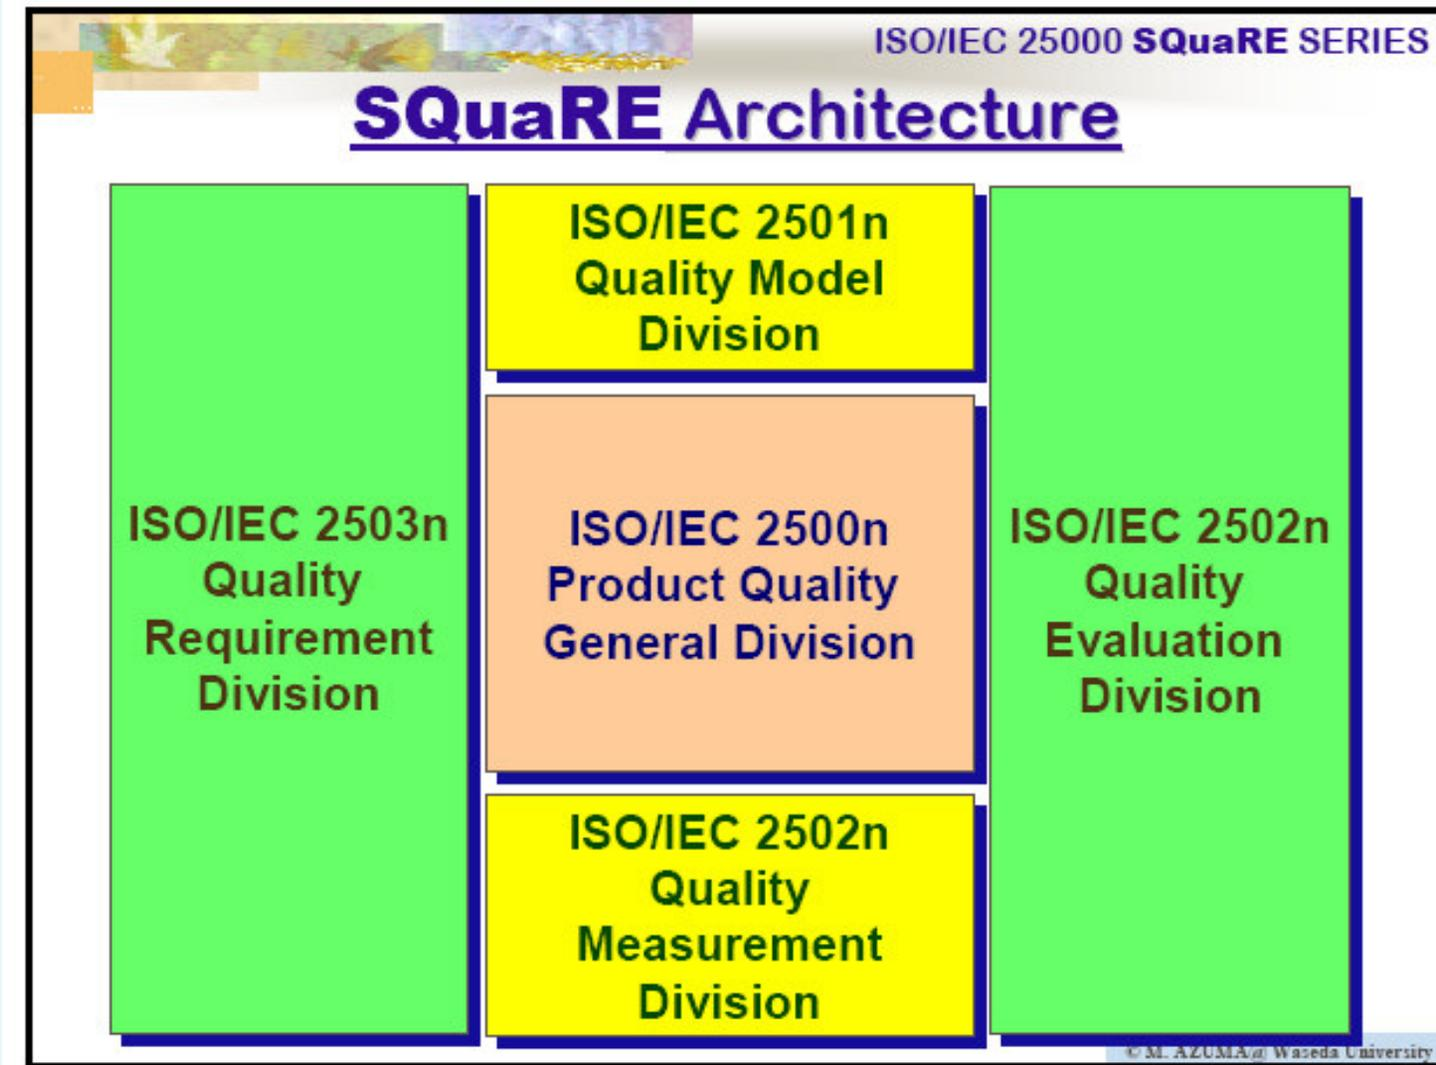 ISO/IEC 25000 SQuaRE SERIES
SQuaRE Architecture
ISO/IEC 2503n
Quality
Requirement
Division
ISO/IEC 2501n
Quality Model
Division
ISO/IEC 2500n
Product Quality
General Division
ISO/IEC 2502n
Quality
Measurement
Division
ISO/IEC 2502n
Quality
Evaluation
Division
© M. AZUMA@ Waseda University